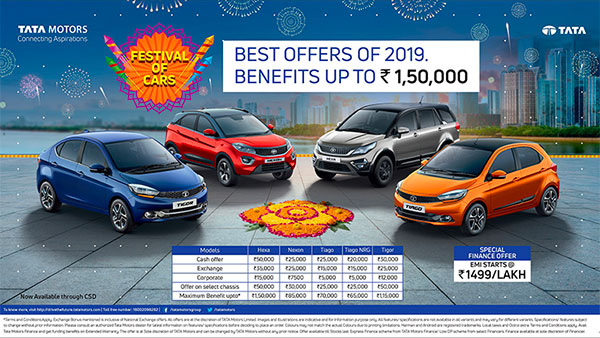 TATA MOTORS
Connecting Aspirations
TATA
FESTIVAL
OF
CARS
BEST OFFERS OF 2019.
BENEFITS UP TO ₹ 1,50,000
TIGOR
NEXON
HEXA
TIAGO
Models Hexa Nexon Tiago Tiago NRG Tigor
Cash offer ₹50,000 ₹25,000 ₹25,000 ₹20,000 ₹30,000
Exchange ₹35,000 ₹25,000 ₹15,000 ₹15,000 ₹25,000
Corporate ₹15,000 ₹7500 ₹5,000 ₹5,000 ₹12,000
Offer on select chassis ₹50,000 ₹30,000 ₹25,000 ₹25,000 ₹50,000
Maximum Benefit upto* ₹1,50,000 ₹85,000 ₹70,000 ₹65,000 ₹1,15,000
SPECIAL
FINANCE OFFER
EMI STARTS @
₹1499/LAKH
Now Available through CSD